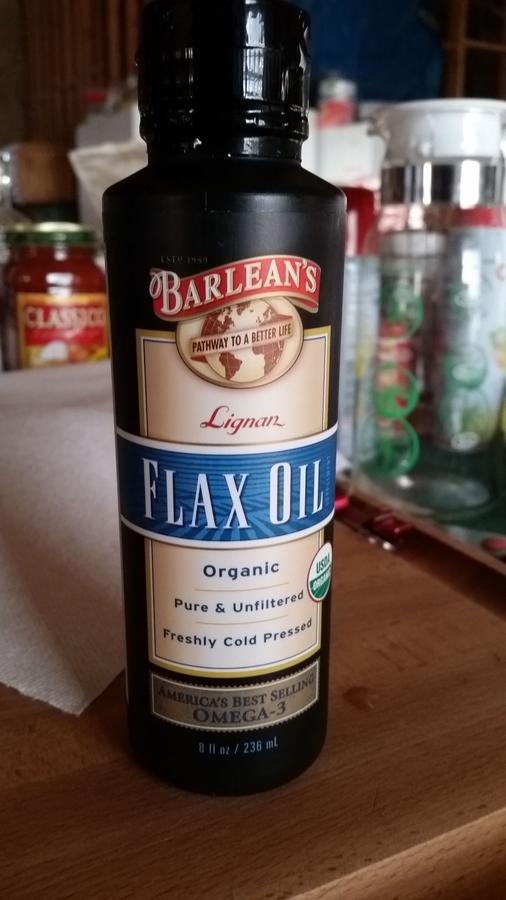 ESTD 1989
BARLEAN'S
PATHWAY TO A BETTER LIFE
Lignan
FLAX OIL
Organic
USDA
ORGANIC
Pure & Unfiltered
Freshly Cold Pressed
AMERICA'S BEST SELLING
OMEGA-3
8 fl oz / 236 mL
CLASSICO